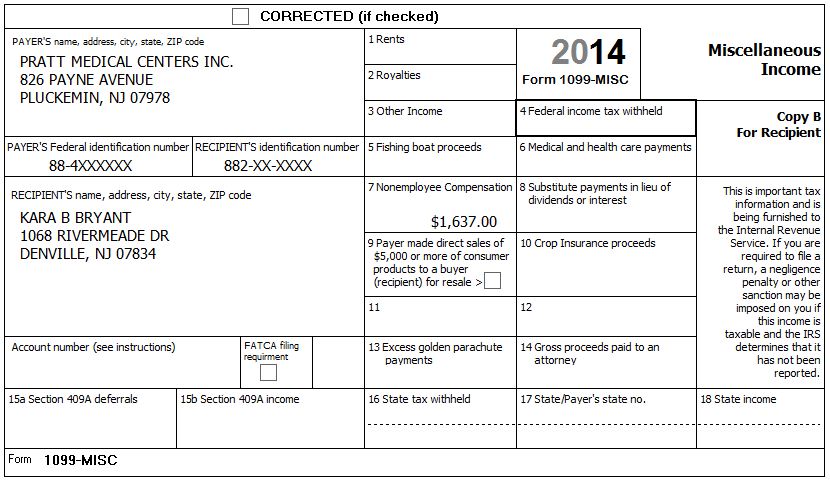 CORRECTED (if checked)
PAYER'S name, address, city, state, ZIP code
PRATT MEDICAL CENTERS INC.
826 PAYNE AVENUE
PLUCKEMIN, NJ 07978
1 Rents
2 Royalties
2014
Form 1099-MISC
Miscellaneous
Income
3 Other Income
4 Federal income tax withheld
Copy B
For Recipient
PAYER'S Federal identification number
88-4XXXXXX
RECIPIENT'S identification number
882-XX-XXXX
5 Fishing boat proceeds
6 Medical and health care payments
RECIPIENT'S name, address, city, state, ZIP code
KARA B BRYANT
1068 RIVERMEADE DR
DENVILLE, NJ 07834
7 Nonemployee Compensation
$1,637.00
8 Substitute payments in lieu of
dividends or interest
9 Payer made direct sales of
$5,000 or more of consumer
products to a buyer
(recipient) for resale >
10 Crop Insurance proceeds
11
12
This is important tax
information and is
being furnished to
the Internal Revenue
Service. If you are
required to file a
return, a negligence
penalty or other
sanction may be
imposed on you if
this income is
taxable and the IRS
determines that it
has not been
reported.
Account number (see instructions)
FATCA filing
requirment
13 Excess golden parachute
payments
14 Gross proceeds paid to an
attorney
15a Section 409A deferrals
15b Section 409A income
16 State tax withheld
17 State/Payer's state no.
18 State income
Form 1099-MISC